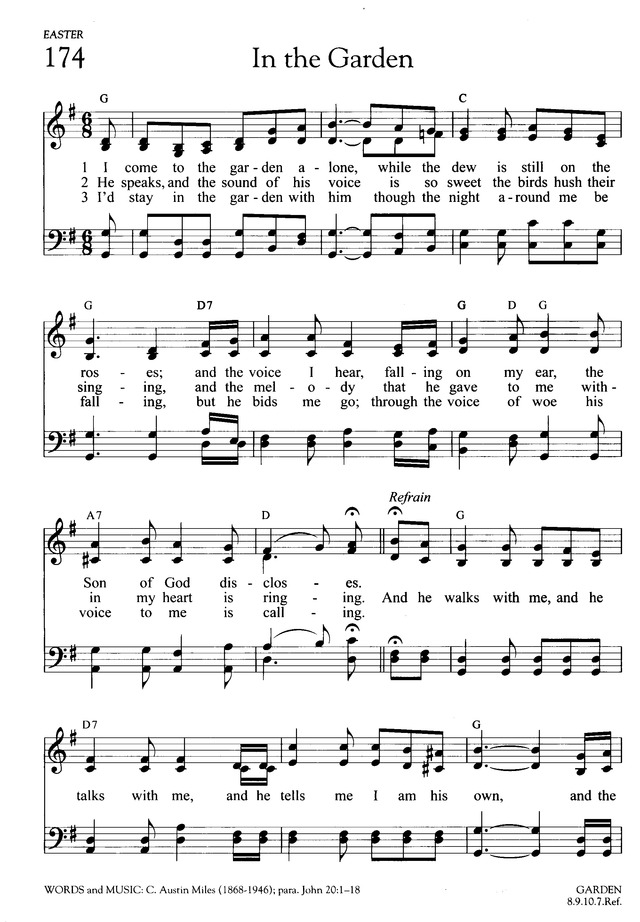 EASTER
174 In the Garden
G C
1 I come to the gar - den a - lone, while the dew is still on the
2 He speaks, and the sound of his voice is so sweet the birds hush their
3 I'd stay in the gar - den with him though the night a - round me be
G D7 G D G
ros - es; and the voice I hear, fall - ing on my ear, the
sing - ing, and the mel - o - dy that he gave to me with -
fall - ing, but he bids me go; through the voice of woe his
Refrain
A7 D G
Son of God dis - clos - es.
in my heart is ring - ing. And he walks with me, and he
voice to me is call - ing.
D7 G
talks with me, and he tells me I am his own, and the
WORDS and MUSIC: C. Austin Miles (1868-1946); para. John 20:1–18 GARDEN
8.9.10.7.Ref.